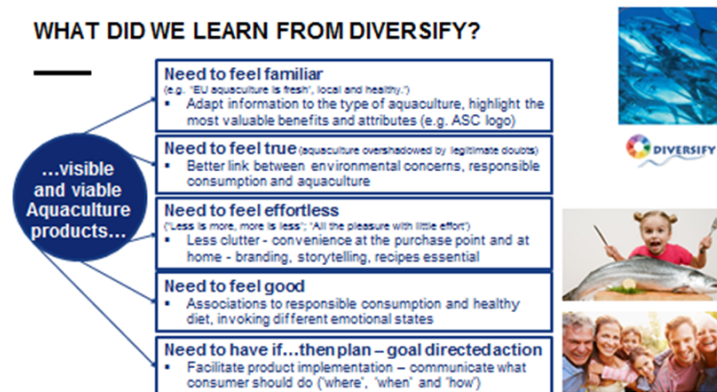 WHAT DID WE LEARN FROM DIVERSIFY?
…visible
and viable
Aquaculture
products…
Need to feel familiar
(e.g. 'EU aquaculture is fresh', local and healthy.')
▪ Adapt information to the type of aquaculture, highlight the
most valuable benefits and attributes (e.g. ASC logo)
Need to feel true (aquaculture overshadowed by legitimate doubts)
▪ Better link between environmental concerns, responsible
consumption and aquaculture
Need to feel effortless
('Less is more, more is less'; 'All the pleasure with little effort')
▪ Less clutter - convenience at the purchase point and at
home - branding, storytelling, recipes essential
Need to feel good
▪ Associations to responsible consumption and healthy
diet, invoking different emotional states
Need to have if…then plan – goal directed action
▪ Facilitate product implementation – communicate what
consumer should do ('where', 'when' and 'how')
DIVERSIFY